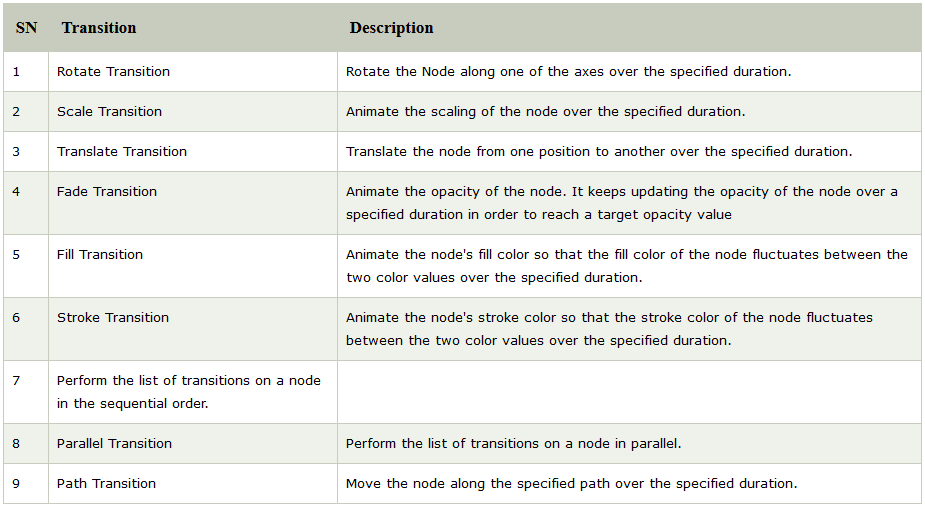 SN Transition Description
1 Rotate Transition Rotate the Node along one of the axes over the specified duration.
2 Scale Transition Animate the scaling of the node over the specified duration.
3 Translate Transition Translate the node from one position to another over the specified duration.
4 Fade Transition Animate the opacity of the node. It keeps updating the opacity of the node over a
specified duration in order to reach a target opacity value
5 Fill Transition Animate the node's fill color so that the fill color of the node fluctuates between the
two color values over the specified duration.
6 Stroke Transition Animate the node's stroke color so that the stroke color of the node fluctuates
between the two color values over the specified duration.
7 Perform the list of transitions on a node
in the sequential order.
8 Parallel Transition Perform the list of transitions on a node in parallel.
9 Path Transition Move the node along the specified path over the specified duration.